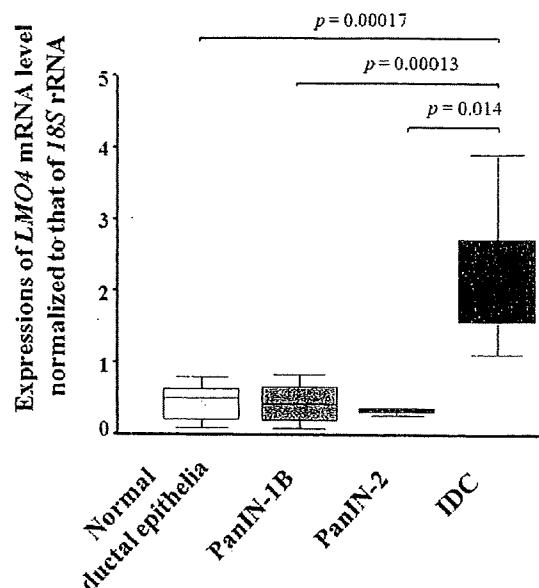 p = 0.00017
p = 0.00013
p = 0.014
Expressions of LMO4 mRNA level
normalized to that of 18S rRNA
5
4
3
2
1
0
Normal
ductal epithelia
PanIN-1B
PanIN-2
IDC